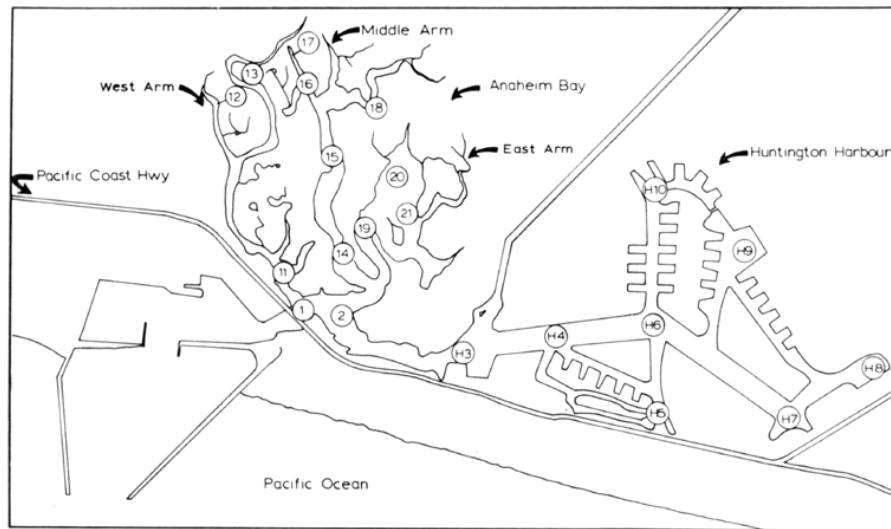 17
Middle Arm
13
West Arm
12
16
Anaheim Bay
18
15
East Arm
Huntington Harbour
Pacific Coast Hwy
20
H10
21
19
14
H9
11
1
2
H6
H4
H3
H8
H5
H7
Pacific Ocean